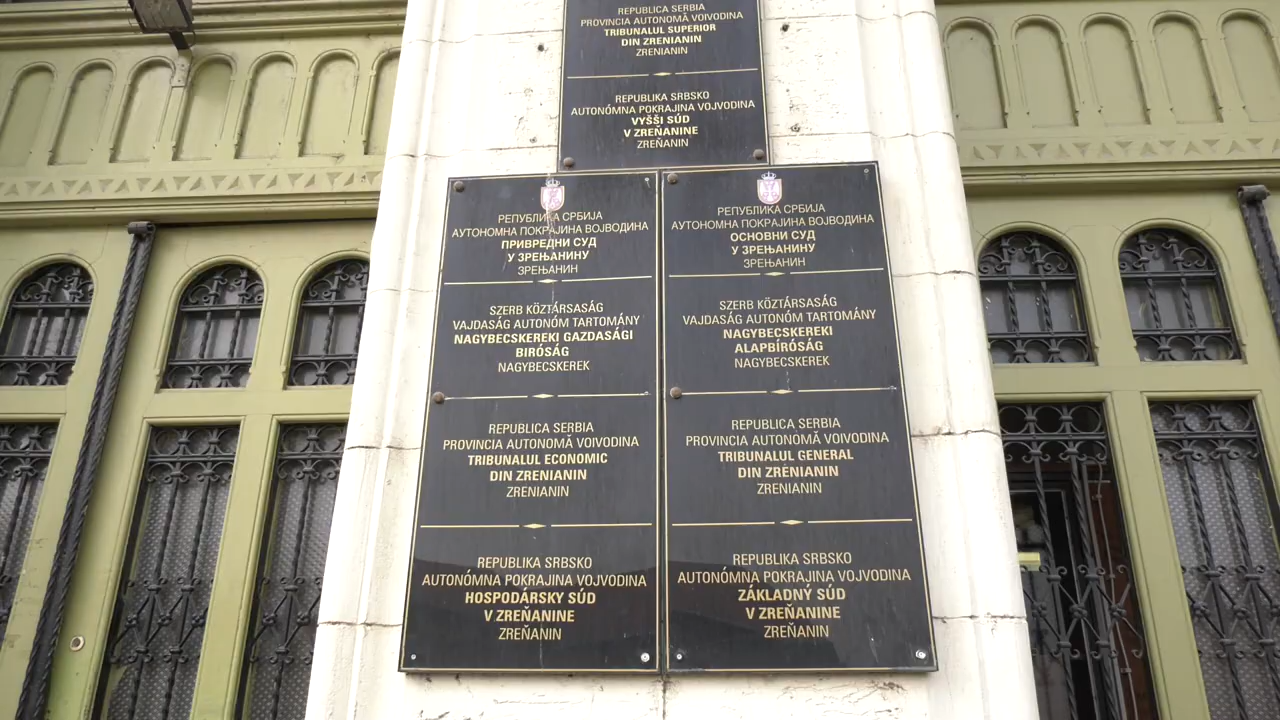 REPUBLICA SERBIA
PROVINCIA AUTONOMĂ VOIVODINA
TRIBUNALUL SUPERIOR
DIN ZRENIANIN
ZRENIANIN
REPUBLIKA SRBSKO
AUTONÓMNA POKRAJINA VOJVODINA
VYŠŠI SÚD
V ZREŇANINE
ZREŇANIN
РЕПУБЛИКА СРБИЈА
АУТОНОМНА ПОКРАЈИНА ВОЈВОДИНА
ПРИВРЕДНИ СУД
У ЗРЕЊАНИНУ
ЗРЕЊАНИН
SZERB KÖZTÁRSASÁG
VAJDASÁG AUTONÓM TARTOMÁNY
NAGYBECSKEREKI GAZDASÁGI
BIRÓSÁG
NAGYBECSKEREK
REPUBLICA SERBIA
PROVINCIA AUTONOMĂ VOIVODINA
TRIBUNALUL ECONOMIC
DIN ZRENIANIN
ZRENIANIN
REPUBLIKA SRBSKO
AUTONÓMNA POKRAJINA VOJVODINA
HOSPODÁRSKY SÚD
V ZREŇANINE
ZREŇANIN
РЕПУБЛИКА СРБИЈА
АУТОНОМНА ПОКРАЈИНА ВОЈВОДИНА
ОСНОВНИ СУД
У ЗРЕЊАНИНУ
ЗРЕЊАНИН
SZERB KÖZTÁRSASÁG
VAJDASÁG AUTONÓM TARTOMÁNY
NAGYBECSKEREKI
ALAPBÍRÓSÁG
NAGYBECSKEREK
REPUBLICA SERBIA
PROVINCIA AUTONOMĂ VOIVODINA
TRIBUNALUL GENERAL
DIN ZRENIANIN
ZRENIANIN
REPUBLIKA SRBSKO
AUTONÓMNA POKRAJINA VOJVODINA
ZÁKLADNÝ SÚD
V ZREŇANINE
ZREŇANIN